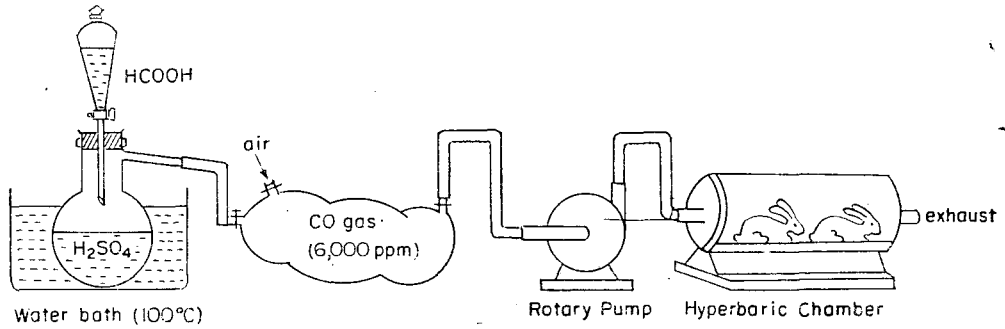 HCOOH
air
CO gas
(6,000 ppm)
H₂SO₄
exhaust
Water bath (100°C)
Rotary Pump
Hyperbaric Chamber